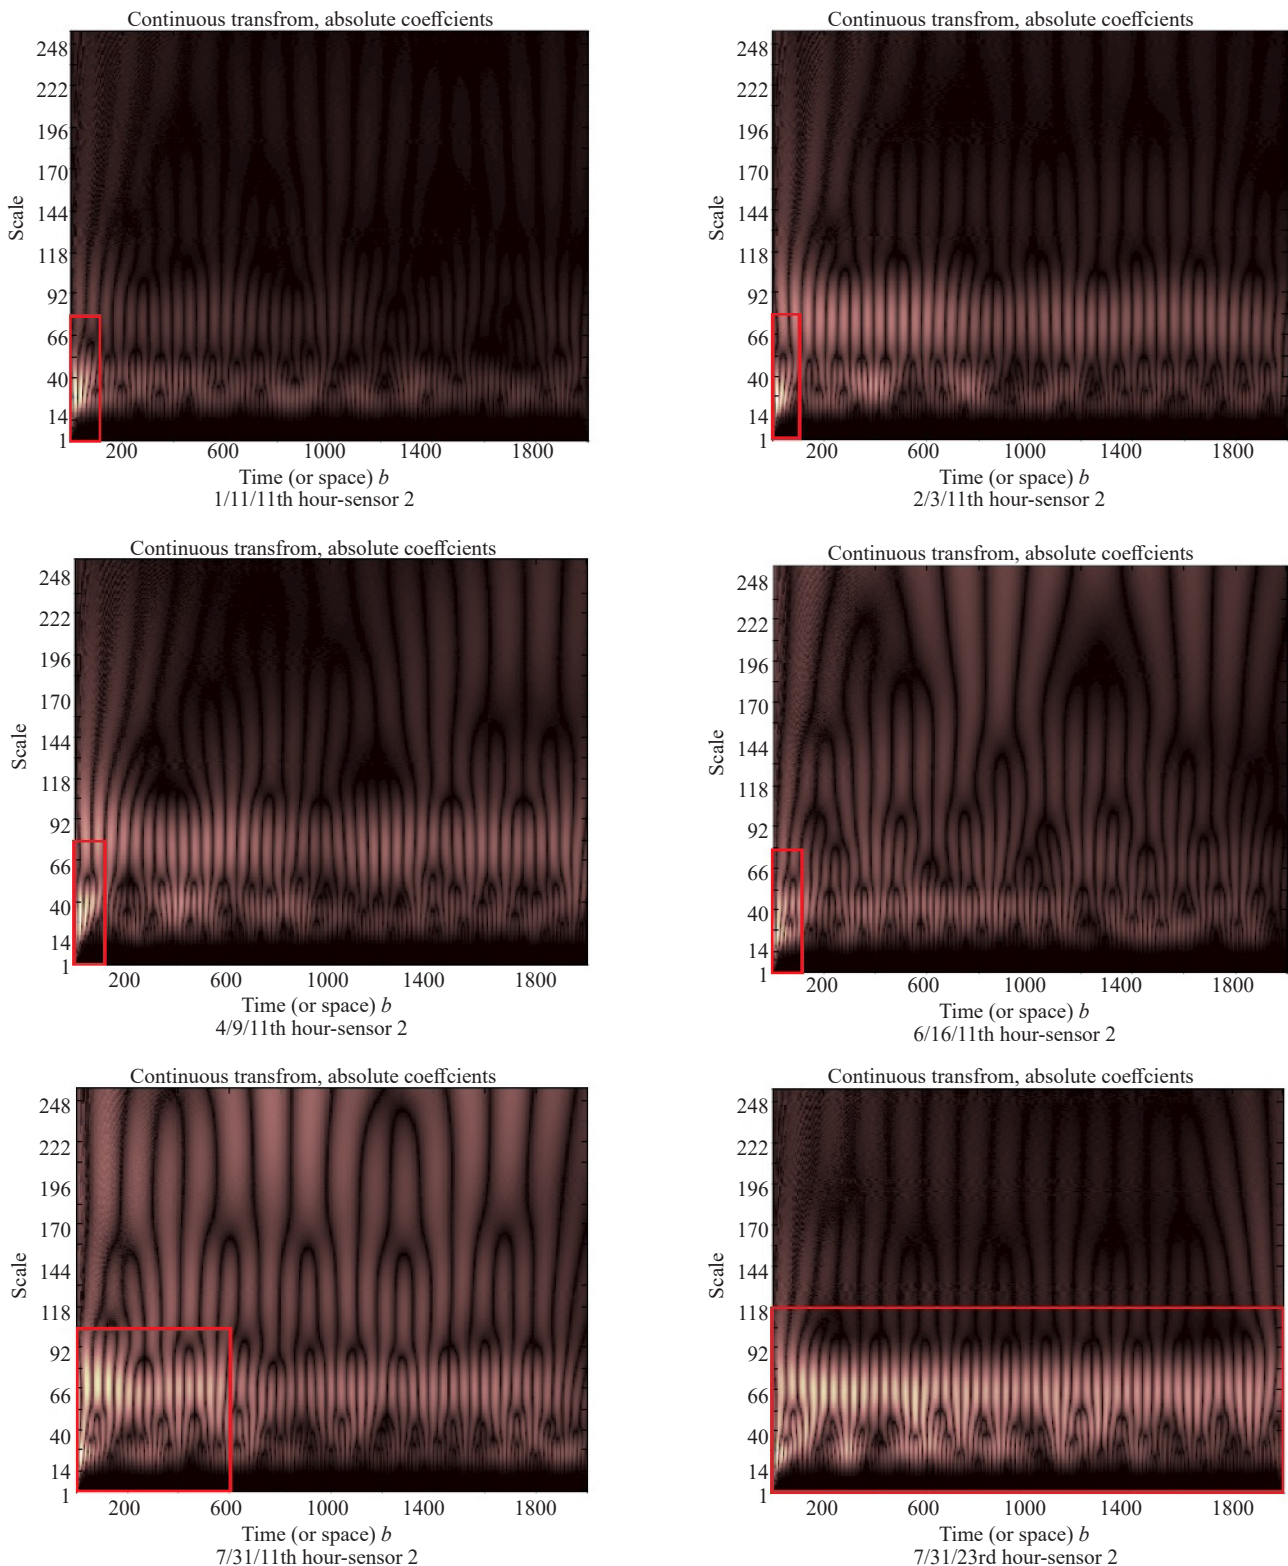 Continuous transfrom, absolute coeffcients
248
222
196
170
144
118
92
66
40
14
1
Scale
200 600 1000 1400 1800
Time (or space) b
1/11/11th hour-sensor 2
Continuous transfrom, absolute coeffcients
248
222
196
170
144
118
92
66
40
14
1
Scale
200 600 1000 1400 1800
Time (or space) b
2/3/11th hour-sensor 2
Continuous transfrom, absolute coeffcients
248
222
196
170
144
118
92
66
40
14
1
Scale
200 600 1000 1400 1800
Time (or space) b
4/9/11th hour-sensor 2
Continuous transfrom, absolute coeffcients
248
222
196
170
144
118
92
66
40
14
1
Scale
200 600 1000 1400 1800
Time (or space) b
6/16/11th hour-sensor 2
Continuous transfrom, absolute coeffcients
248
222
196
170
144
118
92
66
40
14
1
Scale
200 600 1000 1400 1800
Time (or space) b
7/31/11th hour-sensor 2
Continuous transfrom, absolute coeffcients
248
222
196
170
144
118
92
66
40
14
1
Scale
200 600 1000 1400 1800
Time (or space) b
7/31/23rd hour-sensor 2